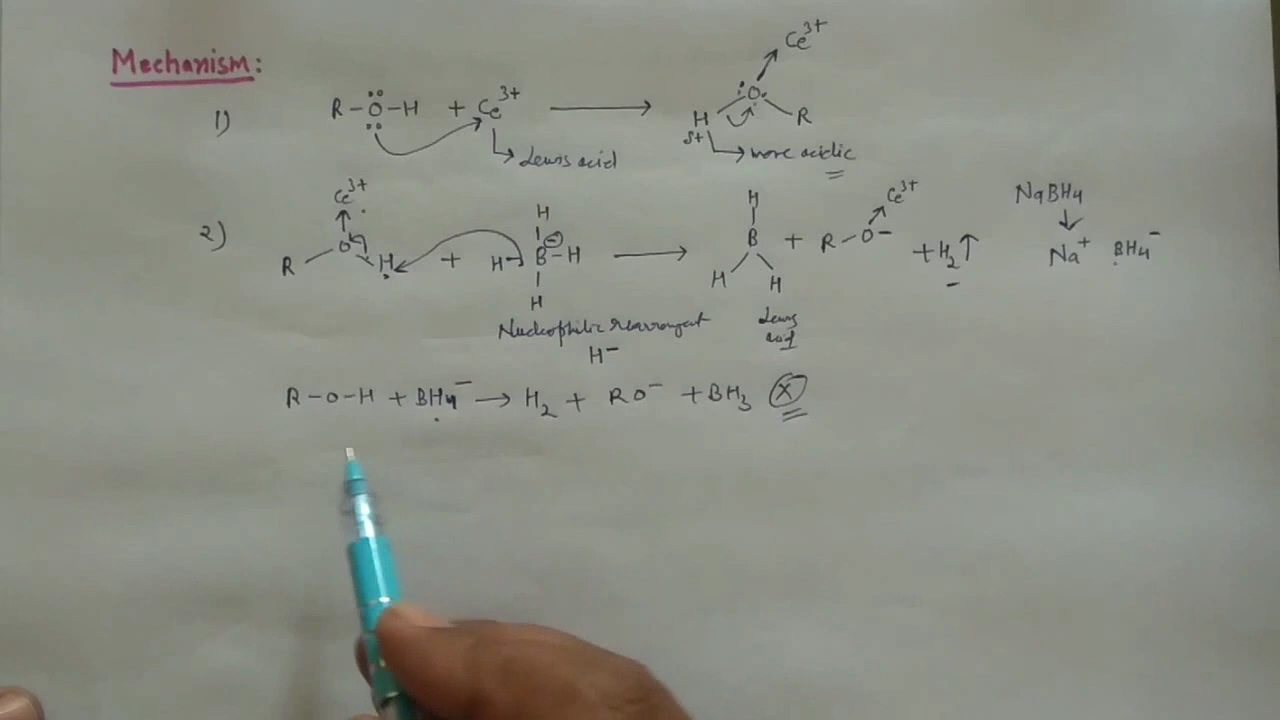 Mechanism:
1) R-O-H + Ce3+ → Ce3+
H O R
δ+ → more acidic
→ Lewis acid
2) Ce3+
R O H + H-B-H → H B H H + R-O- Ce3+ + H2↑
H
H
⊖
NaBH4
↓
Na+ BH4-
Nucleophilic
Lewis acid
H-
R-O-H + BH4- → H2 + RO- + BH3 X